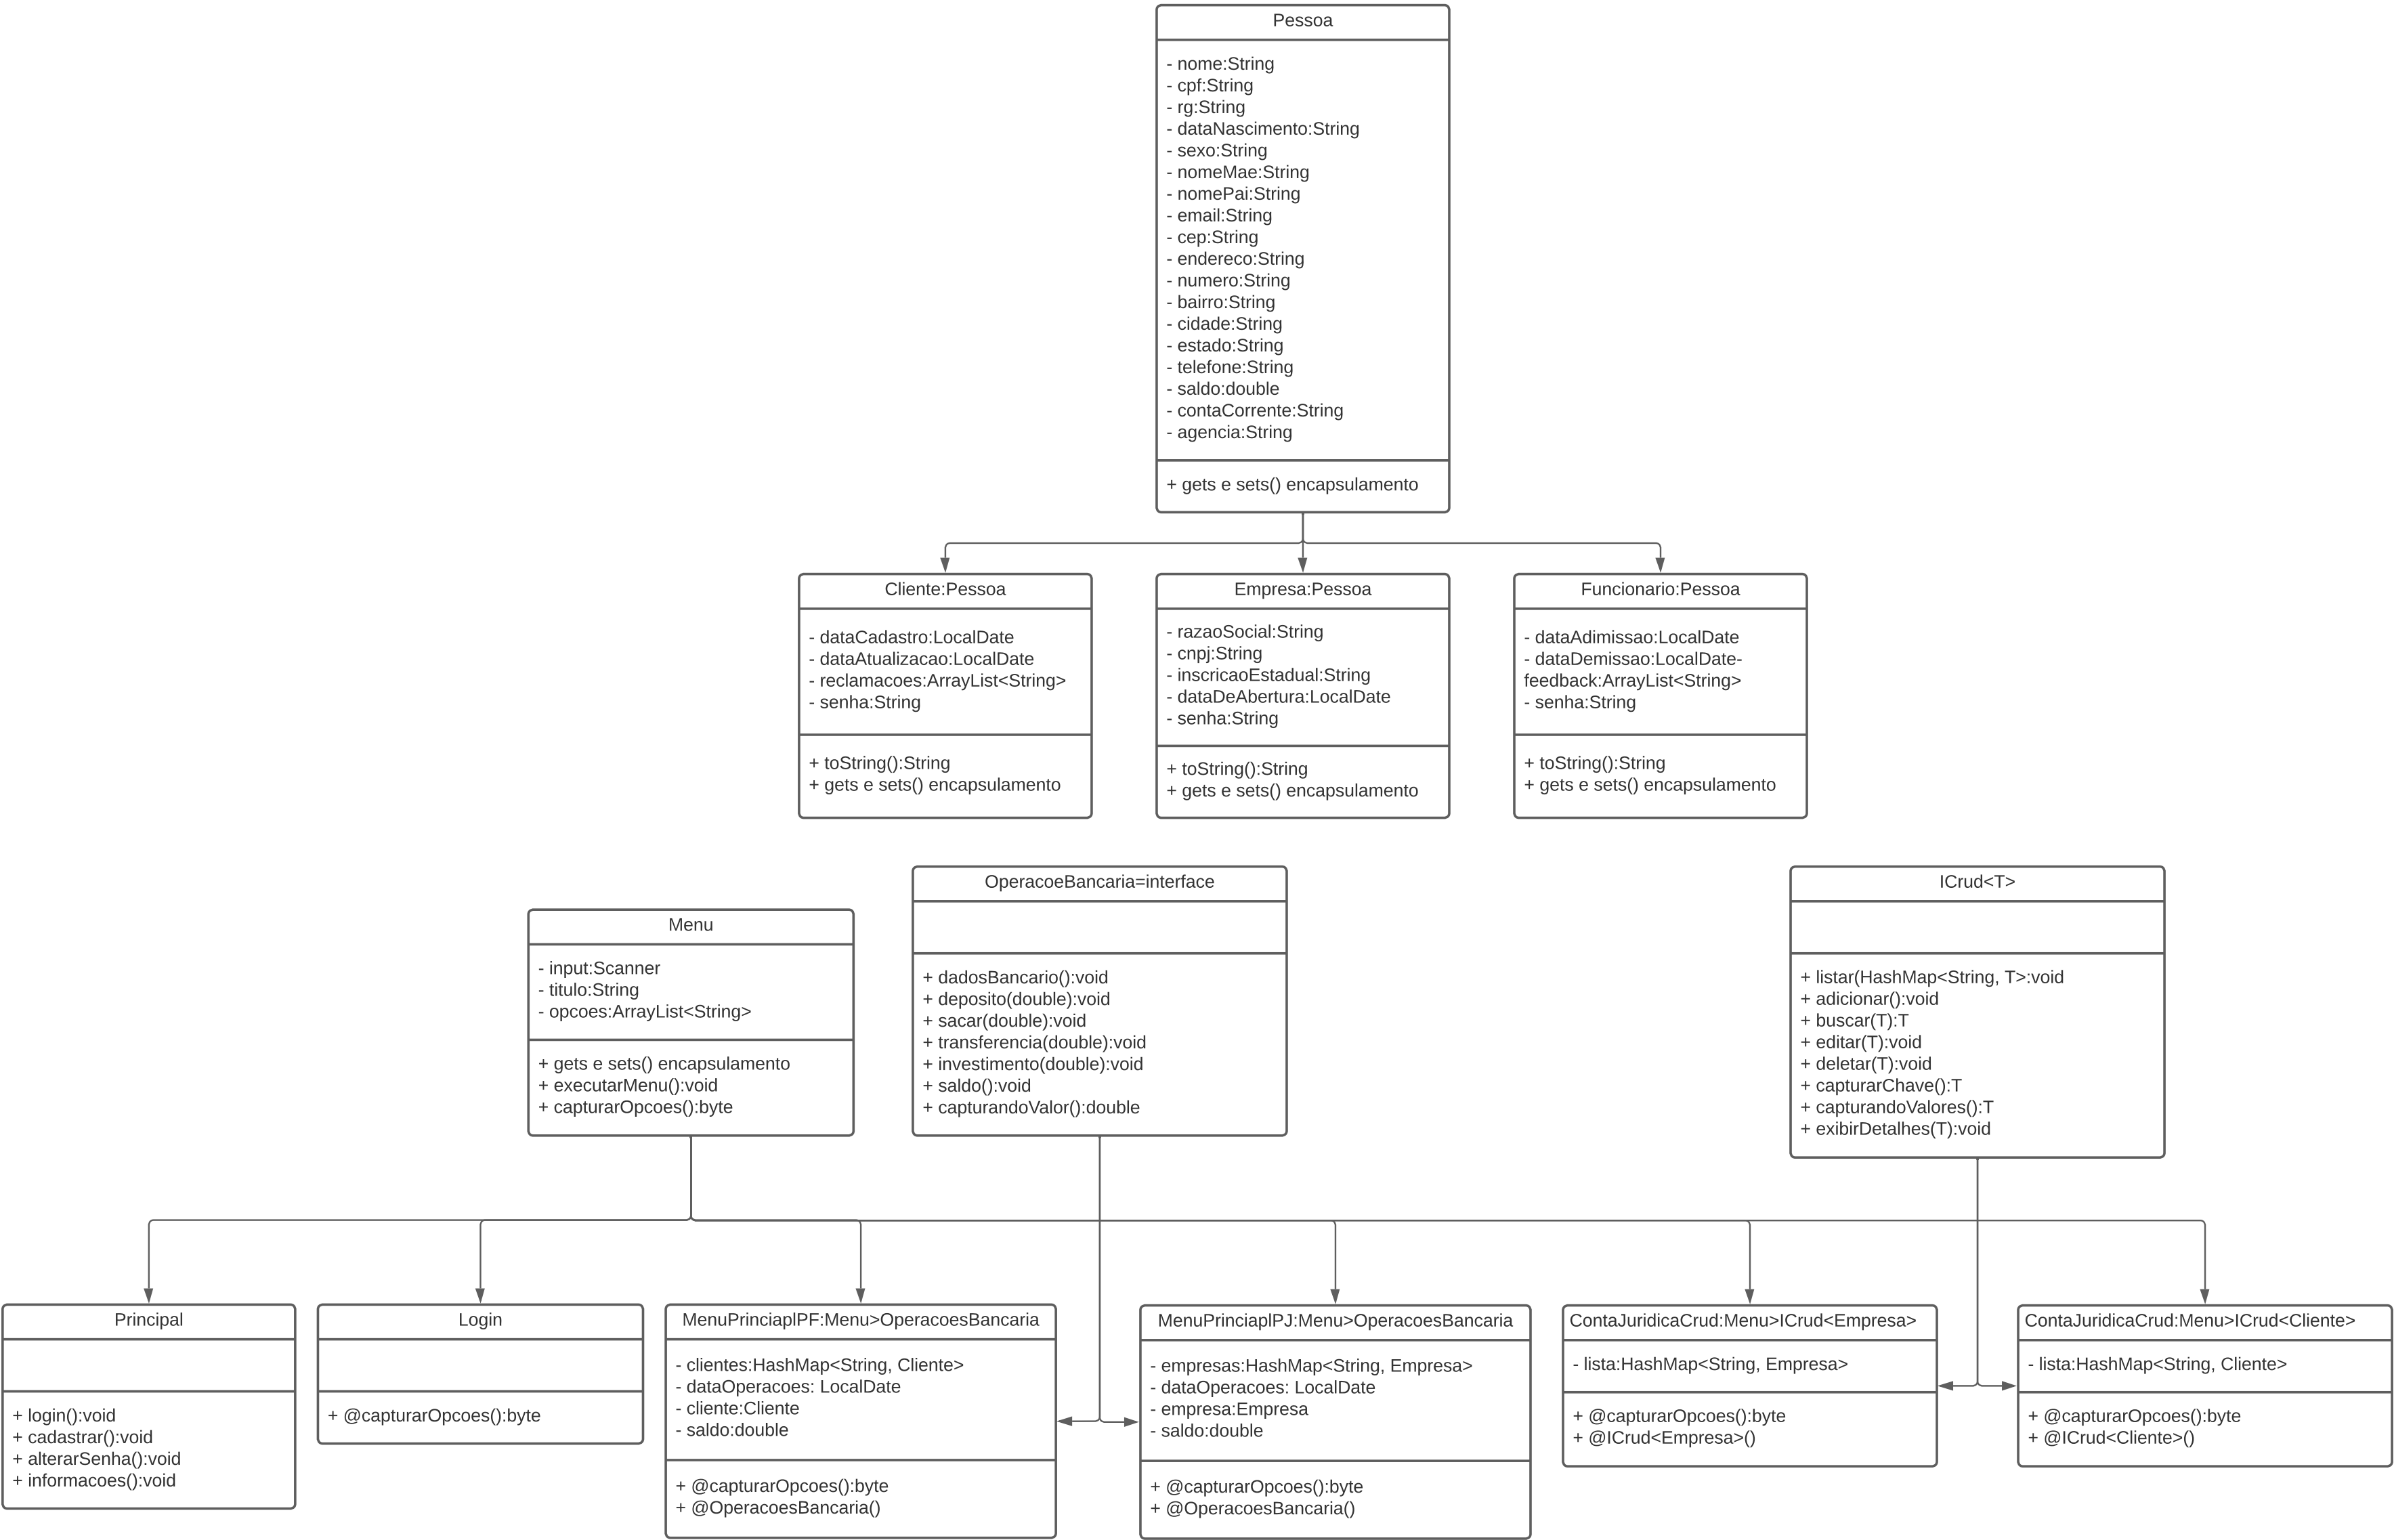 Pessoa
- nome:String
- cpf:String
- rg:String
- dataNascimento:String
- sexo:String
- nomeMae:String
- nomePai:String
- email:String
- cep:String
- endereco:String
- numero:String
- bairro:String
- cidade:String
- estado:String
- telefone:String
- saldo:double
- contaCorrente:String
- agencia:String
+ gets e sets() encapsulamento
Cliente:Pessoa
- dataCadastro:LocalDate
- dataAtualizacao:LocalDate
- reclamacoes:ArrayList<String>
- senha:String
+ toString():String
+ gets e sets() encapsulamento
Empresa:Pessoa
- razaoSocial:String
- cnpj:String
- inscricaoEstadual:String
- dataDeAbertura:LocalDate
- senha:String
+ toString():String
+ gets e sets() encapsulamento
Funcionario:Pessoa
- dataAdimissao:LocalDate
- dataDemissao:LocalDate-
feedback:ArrayList<String>
- senha:String
+ toString():String
+ gets e sets() encapsulamento
Menu
- input:Scanner
- titulo:String
- opcoes:ArrayList<String>
+ gets e sets() encapsulamento
+ executarMenu():void
+ capturarOpcoes():byte
OperacoeBancaria=interface
+ dadosBancario():void
+ deposito(double):void
+ sacar(double):void
+ transferencia(double):void
+ investimento(double):void
+ saldo():void
+ capturandoValor():double
ICrud<T>
+ listar(HashMap<String, T>:void
+ adicionar():void
+ buscar(T):T
+ editar(T):void
+ deletar(T):void
+ capturarChave():T
+ capturandoValores():T
+ exibirDetalhes(T):void
Principal
+ login():void
+ cadastrar():void
+ alterarSenha():void
+ informacoes():void
Login
+ @capturarOpcoes():byte
MenuPrinciaplPF:Menu>OperacoesBancaria
- clientes:HashMap<String, Cliente>
- dataOperacoes: LocalDate
- cliente:Cliente
- saldo:double
+ @capturarOpcoes():byte
+ @OperacoesBancaria()
MenuPrinciaplPJ:Menu>OperacoesBancaria
- empresas:HashMap<String, Empresa>
- dataOperacoes: LocalDate
- empresa:Empresa
- saldo:double
+ @capturarOpcoes():byte
+ @OperacoesBancaria()
ContaJuridicaCrud:Menu>ICrud<Empresa>
- lista:HashMap<String, Empresa>
+ @capturarOpcoes():byte
+ @ICrud<Empresa>()
ContaJuridicaCrud:Menu>ICrud<Cliente>
- lista:HashMap<String, Cliente>
+ @capturarOpcoes():byte
+ @ICrud<Cliente>()